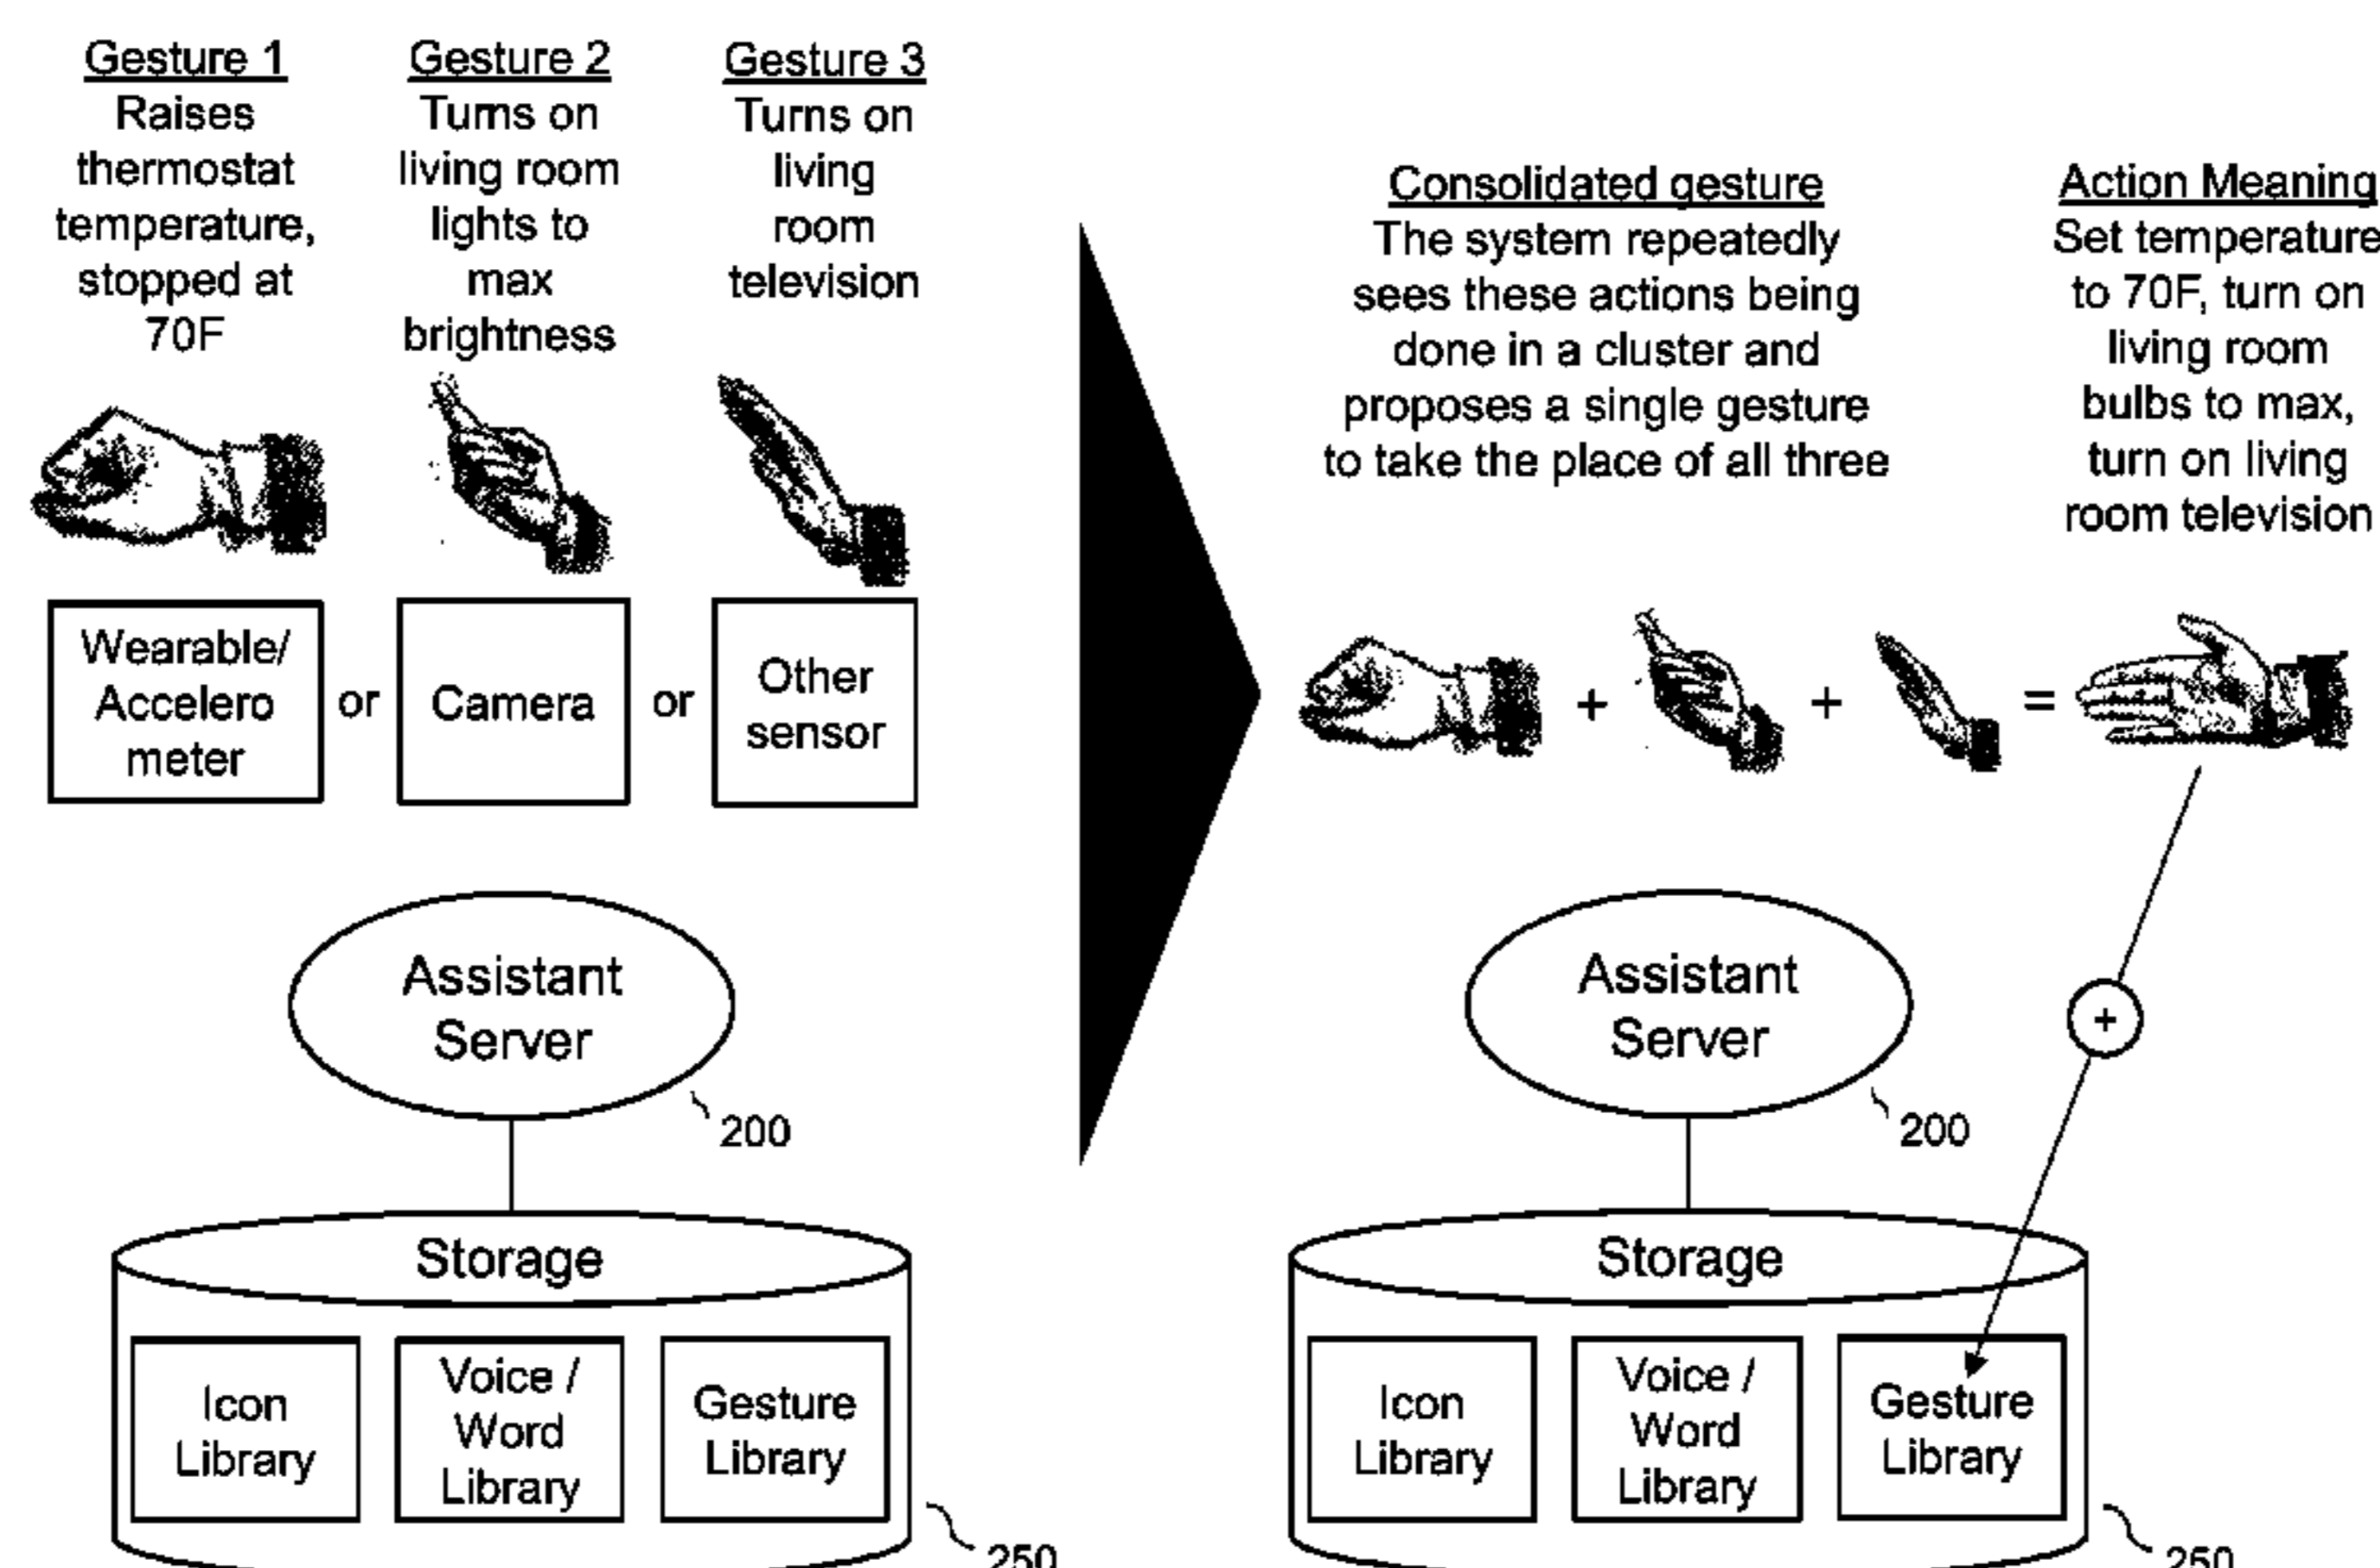 Gesture 1
Raises
thermostat
temperature,
stopped at
70F
Gesture 2
Turns on
living room
lights to
max
brightness
Gesture 3
Turns on
living
room
television
Wearable/
Accelero
meter
or
Camera
or
Other
sensor
Assistant
Server
200
Storage
Icon
Library
Voice /
Word
Library
Gesture
Library
250
Consolidated gesture
The system repeatedly
sees these actions being
done in a cluster and
proposes a single gesture
to take the place of all three
Action Meaning
Set temperature
to 70F, turn on
living room
bulbs to max,
turn on living
room television
+
+
=
+
Assistant
Server
200
Storage
Icon
Library
Voice /
Word
Library
Gesture
Library
250